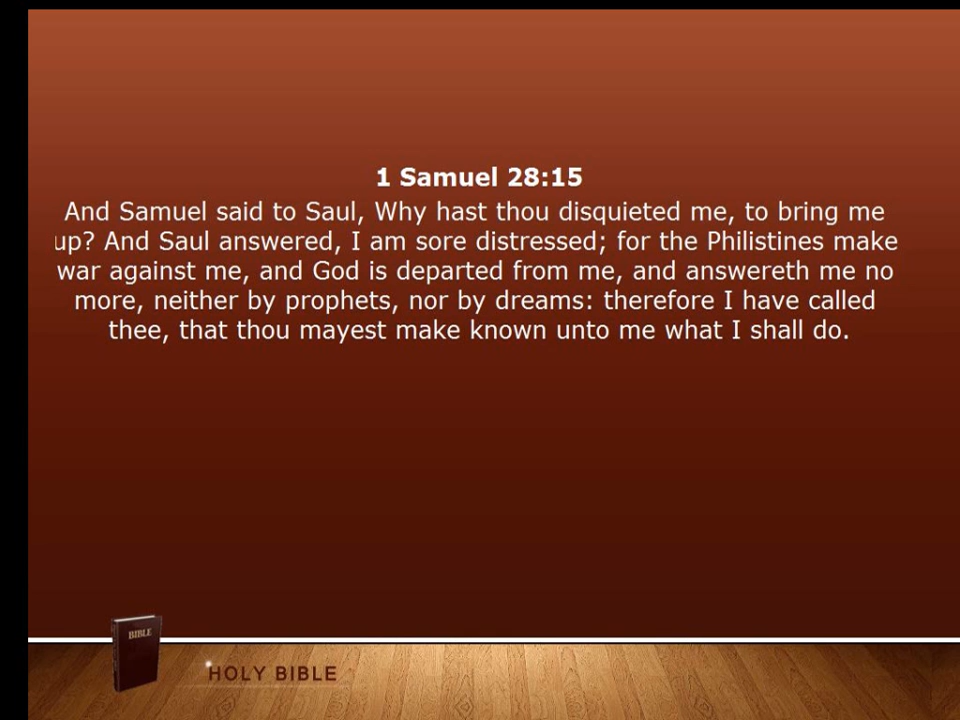 1 Samuel 28:15
And Samuel said to Saul, Why hast thou disquieted me, to bring me
up? And Saul answered, I am sore distressed; for the Philistines make
war against me, and God is departed from me, and answereth me no
more, neither by prophets, nor by dreams: therefore I have called
thee, that thou mayest make known unto me what I shall do.
BIBLE
HOLY BIBLE